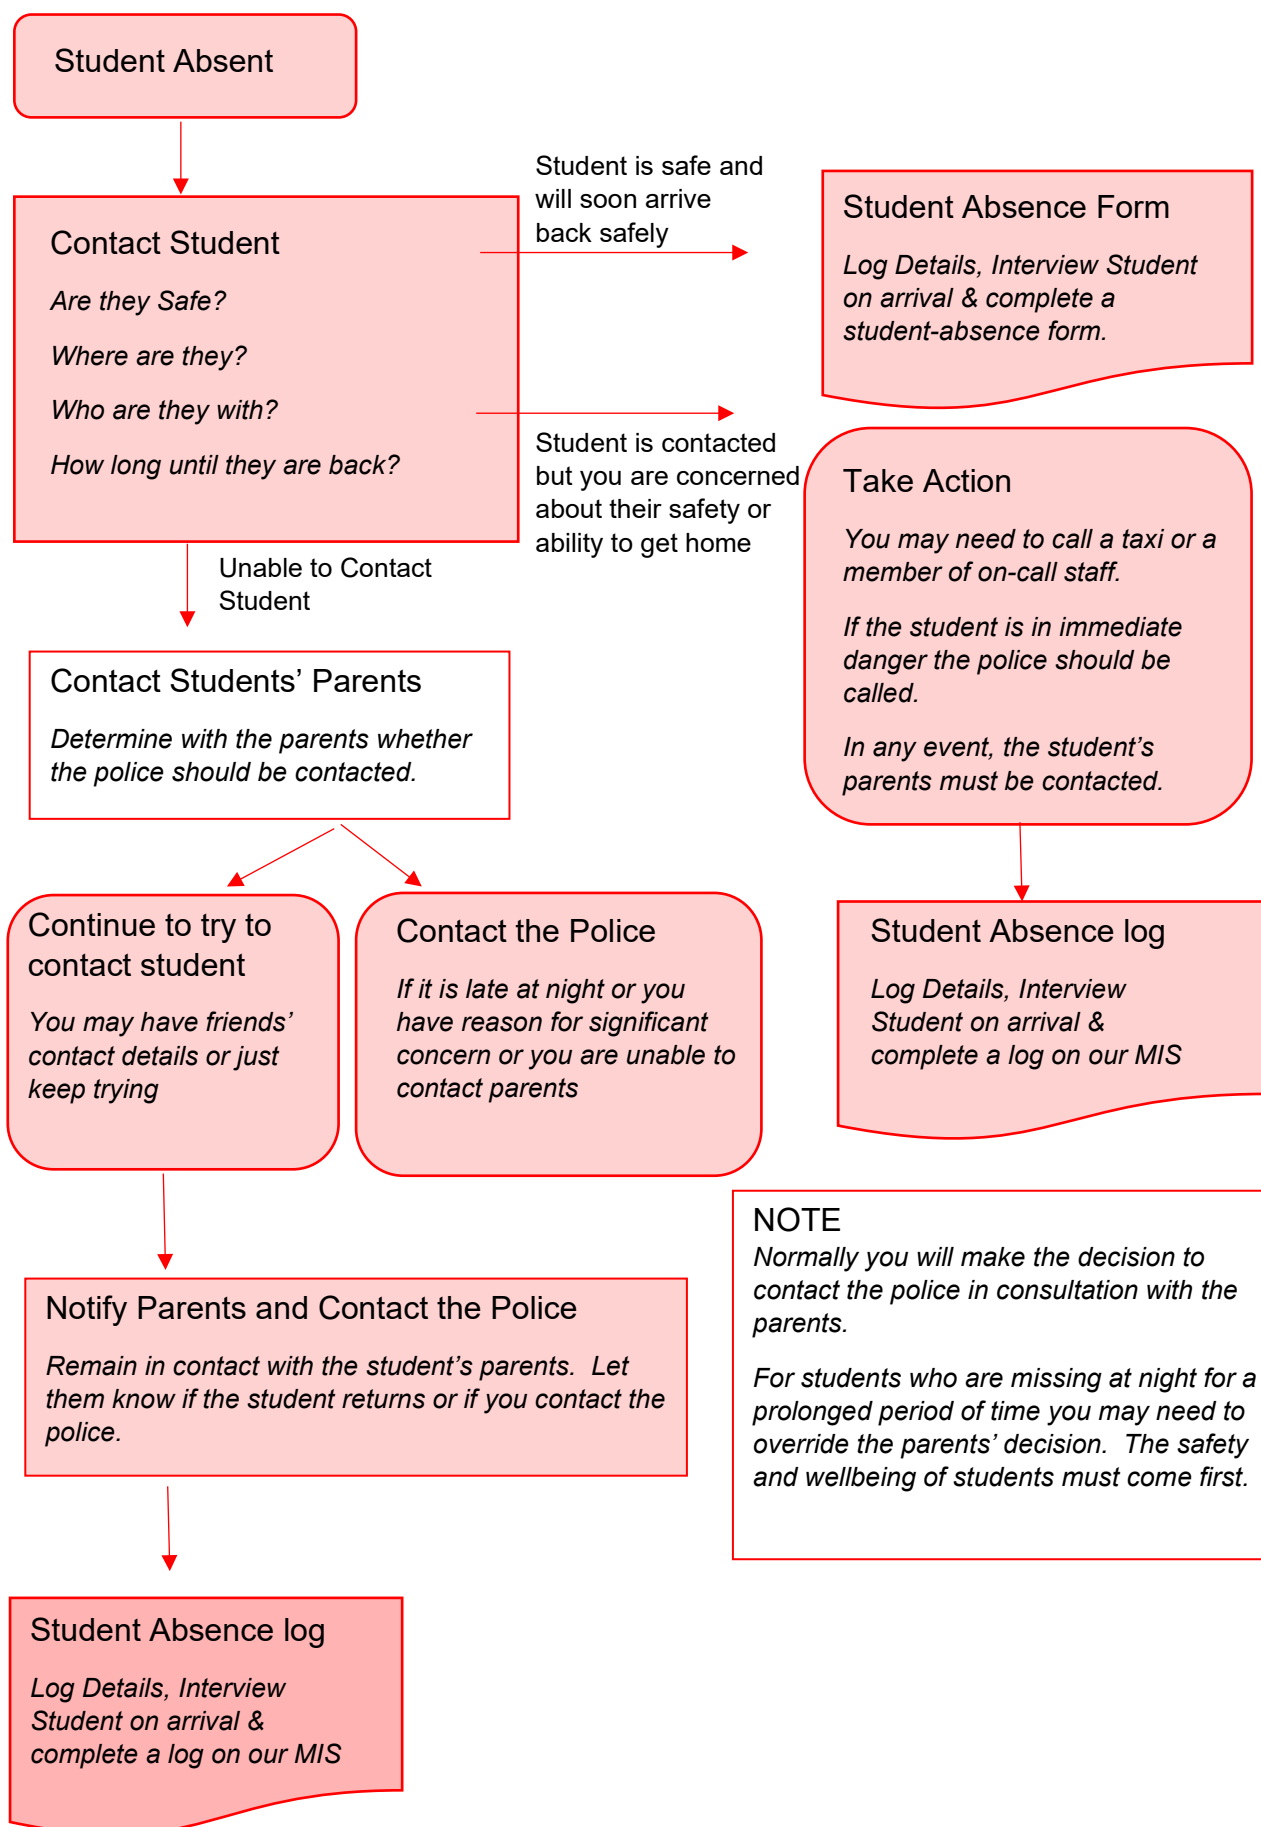 Student Absent
Student is safe and
will soon arrive
back safely
Contact Student
Are they Safe?
Where are they?
Who are they with?
How long until they are back?
Student Absence Form
Log Details, Interview Student
on arrival & complete a
student-absence form.
Student is contacted
but you are concerned
about their safety or
ability to get home
Take Action
You may need to call a taxi or a
member of on-call staff.
If the student is in immediate
danger the police should be
called.
In any event, the student's
parents must be contacted.
Unable to Contact
Student
Contact Students’ Parents
Determine with the parents whether
the police should be contacted.
Continue to try to
contact student
You may have friends’
contact details or just
keep trying
Contact the Police
If it is late at night or you
have reason for significant
concern or you are unable to
contact parents
Student Absence log
Log Details, Interview
Student on arrival &
complete a log on our MIS
Notify Parents and Contact the Police
Remain in contact with the student’s parents.  Let
them know if the student returns or if you contact the
police.
NOTE
Normally you will make the decision to
contact the police in consultation with the
parents.
For students who are missing at night for a
prolonged period of time you may need to
override the parents’ decision.  The safety
and wellbeing of students must come first.
Student Absence log
Log Details, Interview
Student on arrival &
complete a log on our MIS